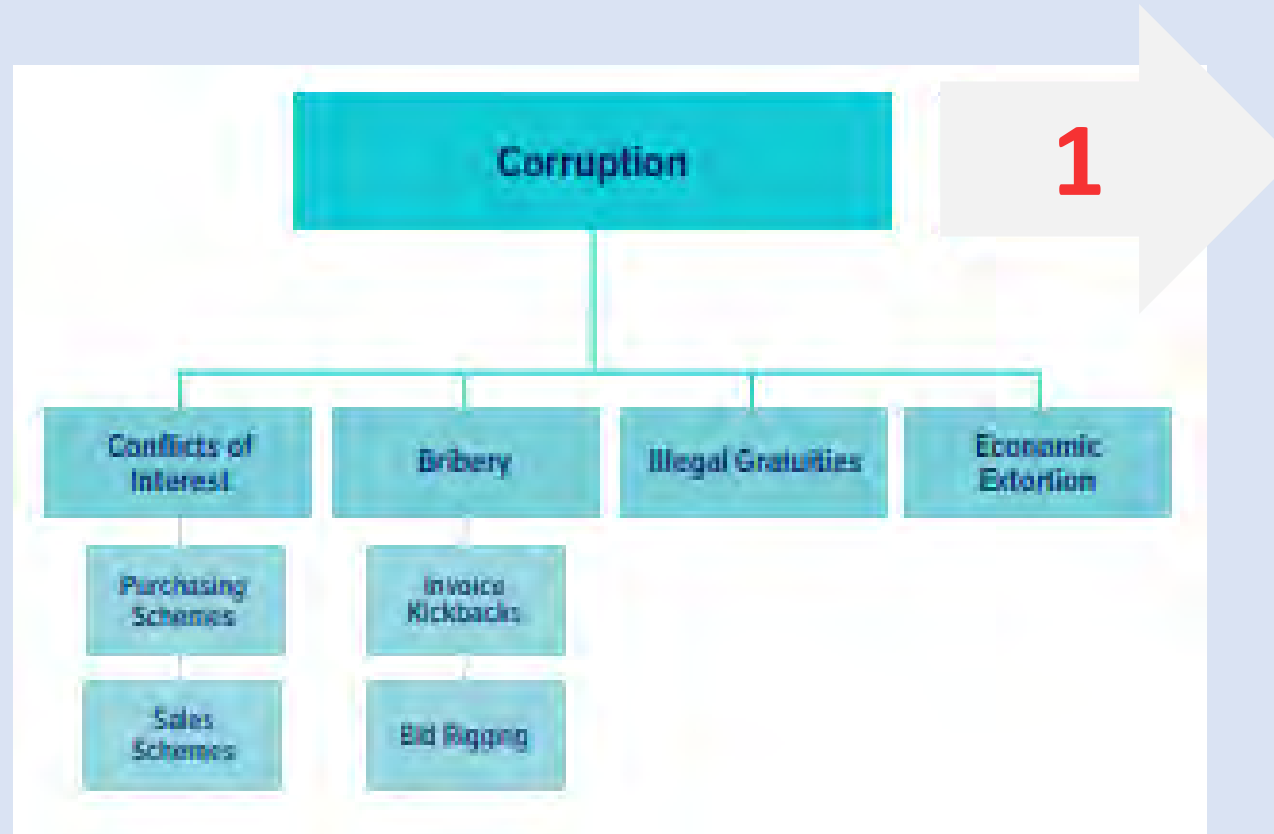 Corruption
1
Conflicts of
Interest
Bribery
Illegal Gratuities
Economic
Extortion
Purchasing
Schemes
Invoice
Kickbacks
Sales
Schemes
Bid Rigging